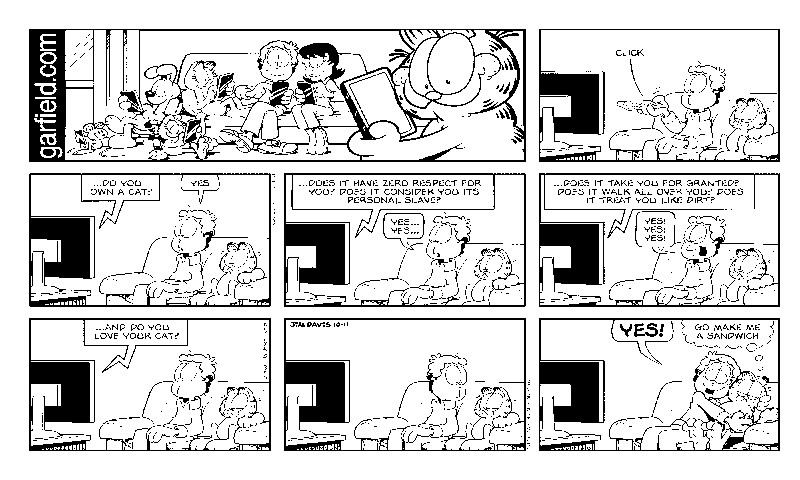 garfield.com
CLICK
...DO YOU
OWN A CAT?
YES
...DOES IT HAVE ZERO RESPECT FOR
YOU? DOES IT CONSIDER YOU ITS
PERSONAL SLAVE?
YES...
YES...
...DOES IT TAKE YOU FOR GRANTED?
DOES IT WALK ALL OVER YOU? DOES
IT TREAT YOU LIKE DIRT?
YES!
YES!
YES!
...AND DO YOU
LOVE YOUR CAT?
JIM DAVIS 10-11
YES!
GO MAKE ME
A SANDWICH